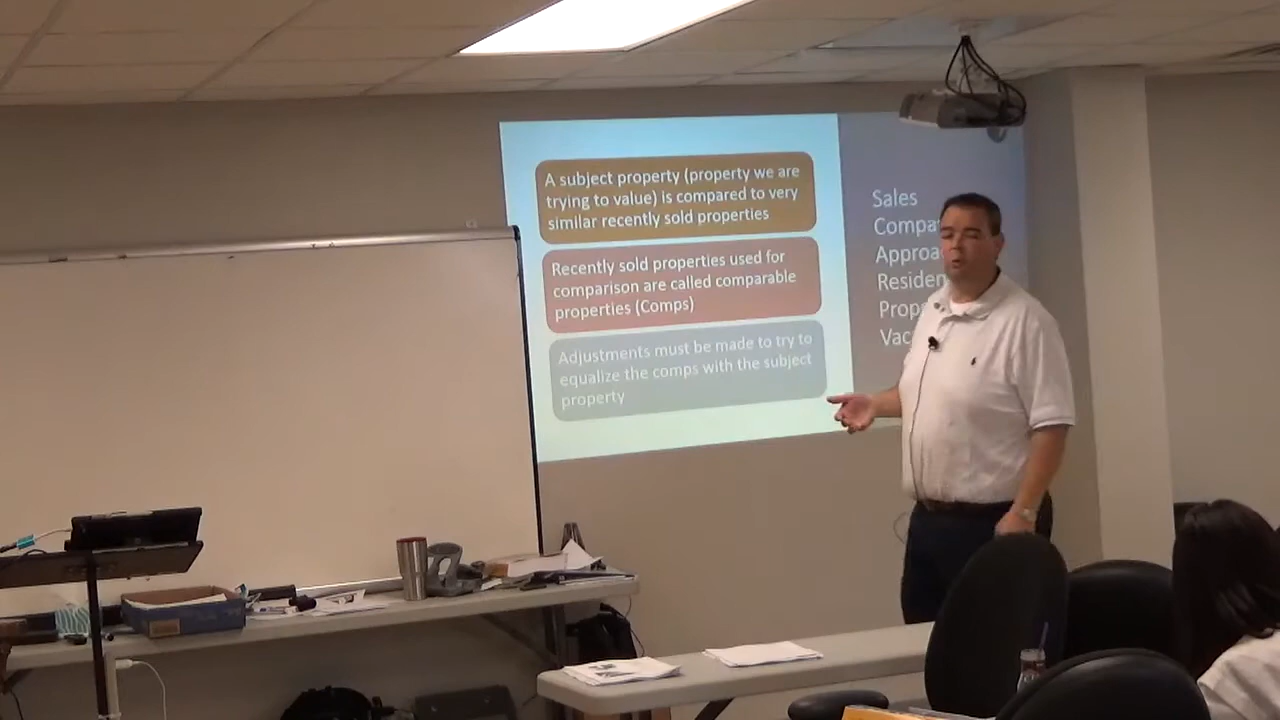 A subject property (property we are
trying to value) is compared to very
similar recently sold properties
Recently sold properties used for
comparison are called comparable
properties (Comps)
Adjustments must be made to try to
equalize the comps with the subject
property
Sales